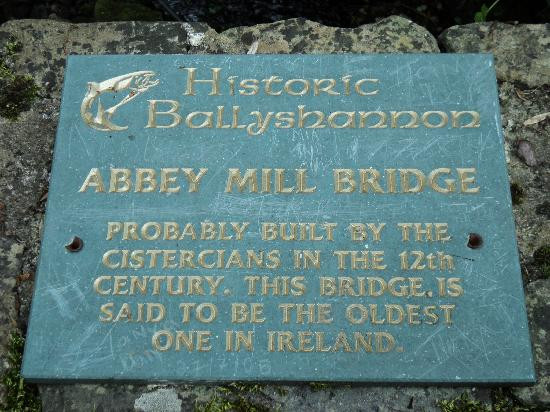 Historic
Ballyshannon
ABBEY MILL BRIDGE
PROBABLY BUILT BY THE
CISTERCIANS IN THE 12th
CENTURY. THIS BRIDGE, IS
SAID TO BE THE OLDEST
ONE IN IRELAND.